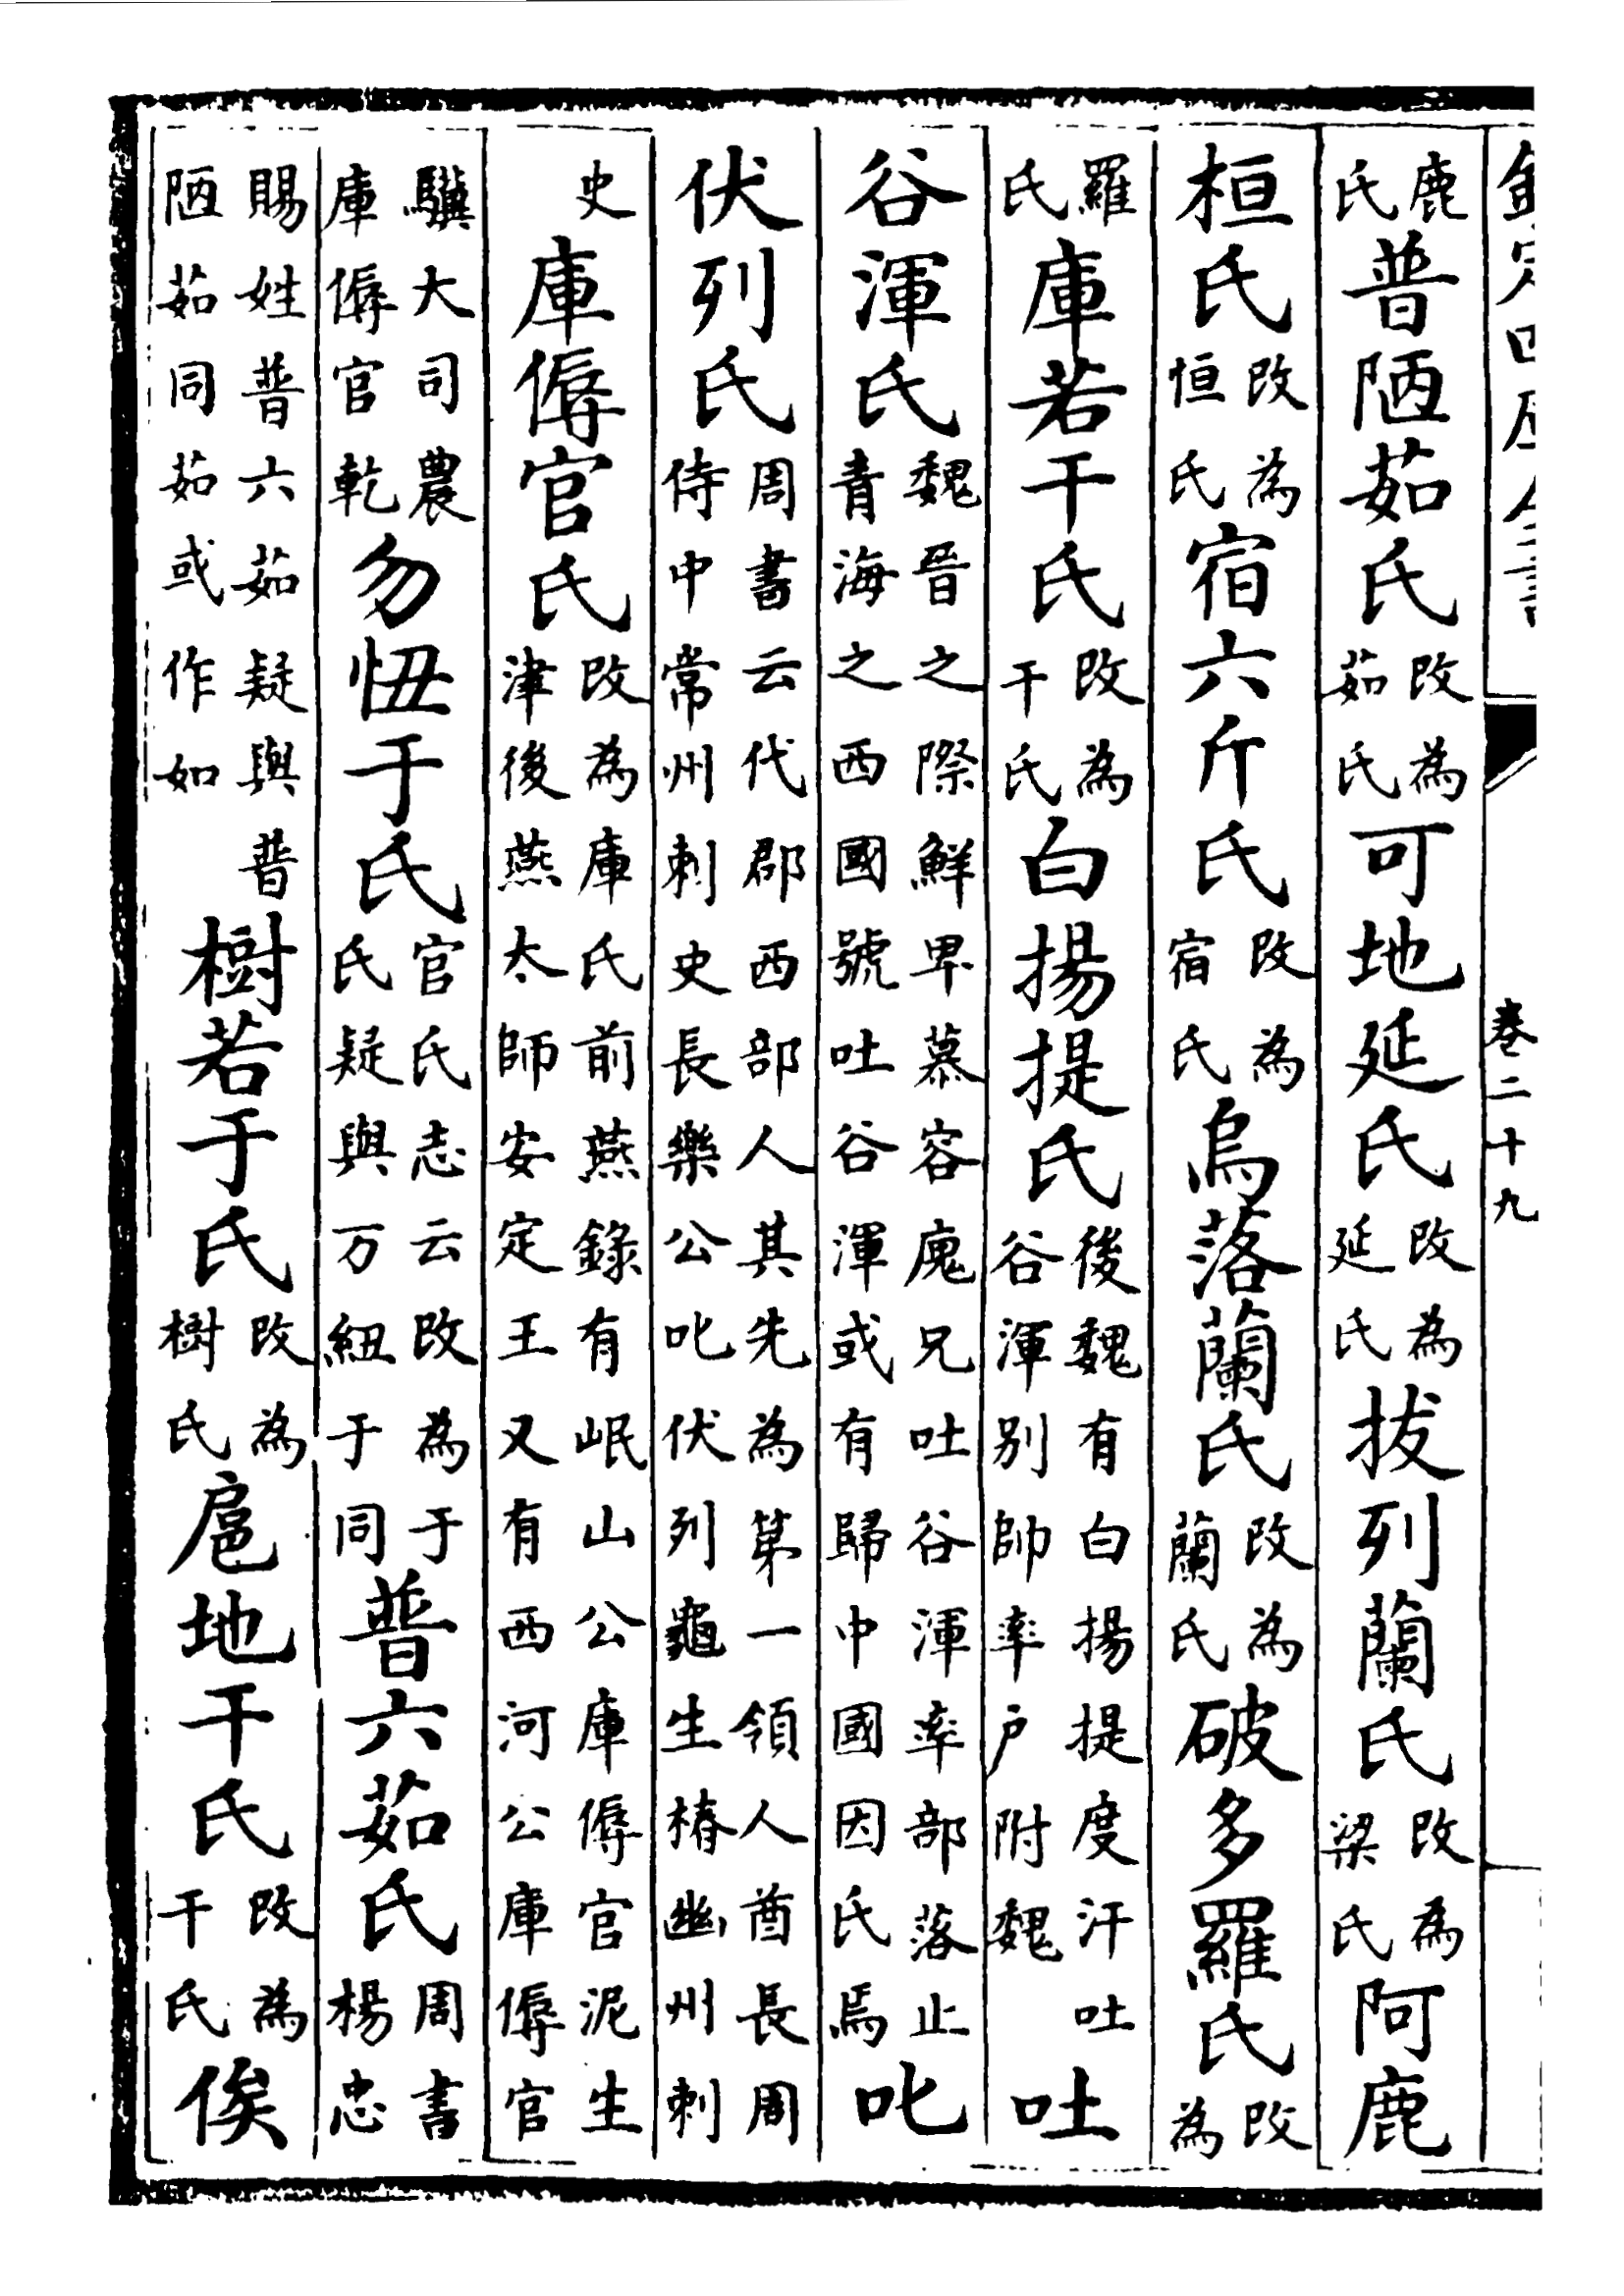 欽定四庫全書
卷二十九
鹿氏普陋茹氏改為茹氏可地延氏改為延氏拔列蘭氏改為梁氏阿鹿
桓氏改為恒氏宿六斤氏改為宿氏烏落蘭氏改為蘭氏破多羅氏改為
羅氏庫若干氏改為干氏白揚提氏後魏有白揚提度汗吐谷渾別帥率户附魏吐
谷渾氏魏晉之際鮮卑慕容廆兄吐谷渾率部落止青海之西國號吐谷渾或有歸中國因氏焉叱
伏列氏周書云代郡西部人其先為第一領人酋長周侍中常州刺史長樂公叱伏列龜生椿幽州刺
史庫傉官氏改為庫氏前燕錄有岷山公庫傉官泥生津後燕太師安定王又有西河公庫傉官
驥大司農庫傉官乾勿忸于氏官氏志云改為于氏疑與万紐于同普六茹氏周書楊忠
賜姓普六茹疑與普陋茹同茹或作如樹若于氏改為樹氏扈地干氏改為干氏俟